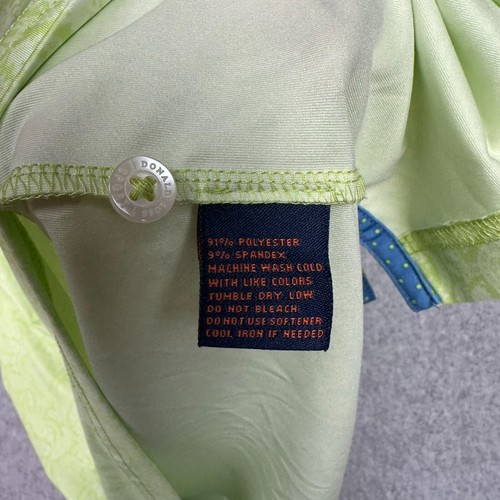 DONALD
91% POLYESTER
9% SPANDEX
MACHINE WASH COLD
WITH LIKE COLORS
TUMBLE DRY LOW
DO NOT BLEACH
DO NOT USE SOFTENER
COOL IRON IF NEEDED